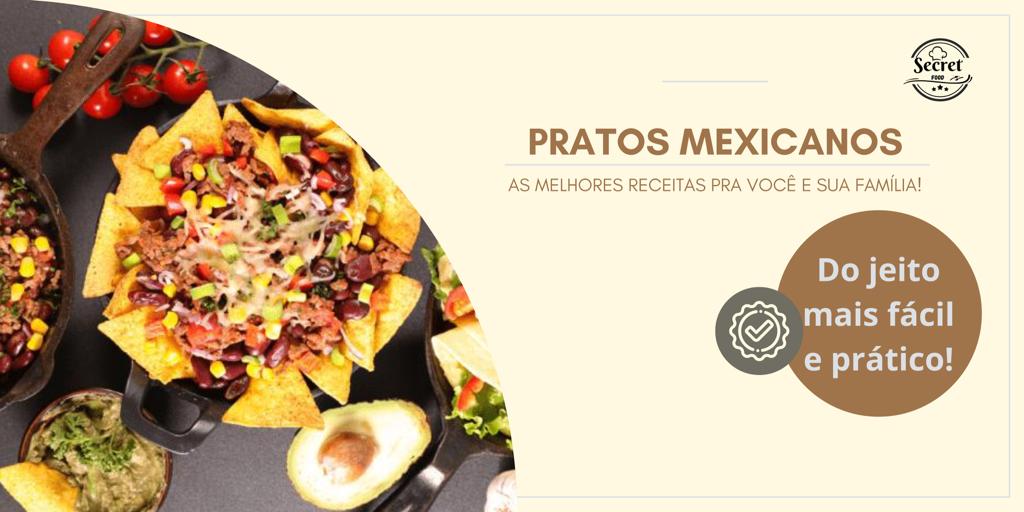 Secret
FOOD
PRATOS MEXICANOS
AS MELHORES RECEITAS PRA VOCÊ E SUA FAMÍLIA!
Do jeito
mais fácil
e prático!